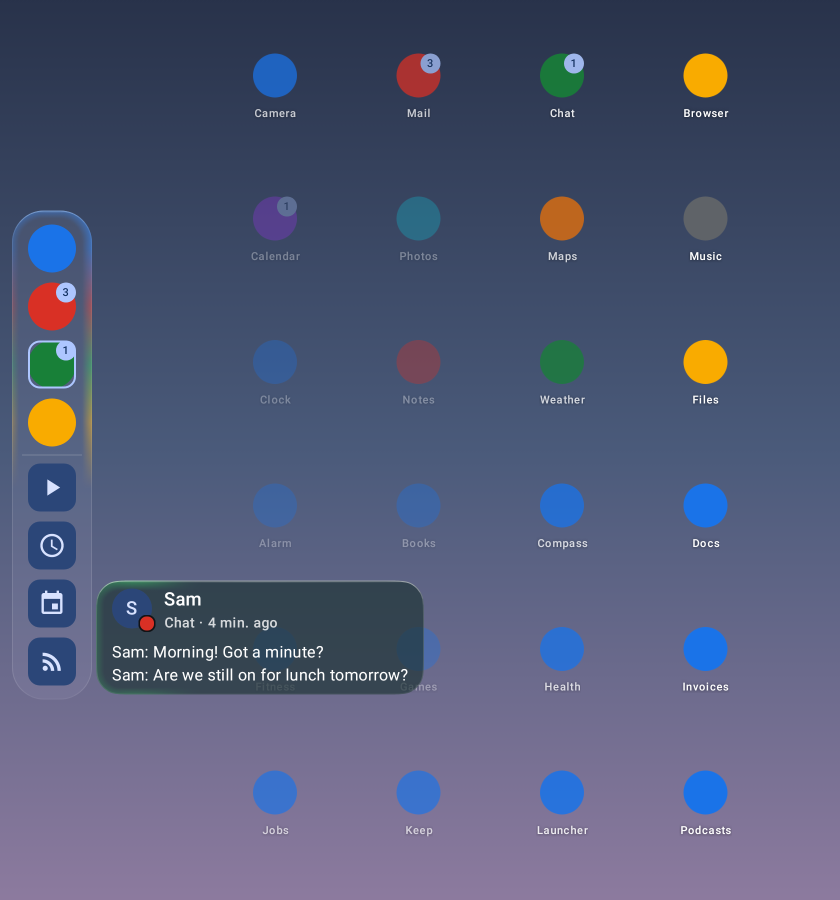 3
1
Camera
Mail
Chat
Browser
1
Calendar
Photos
Maps
Music
3
1
Clock
Notes
Weather
Files
Alarm
Books
Compass
Docs
S
Sam
Chat · 4 min. ago
Sam: Morning! Got a minute?
Sam: Are we still on for lunch tomorrow?
Fitness
Games
Health
Invoices
Jobs
Keep
Launcher
Podcasts